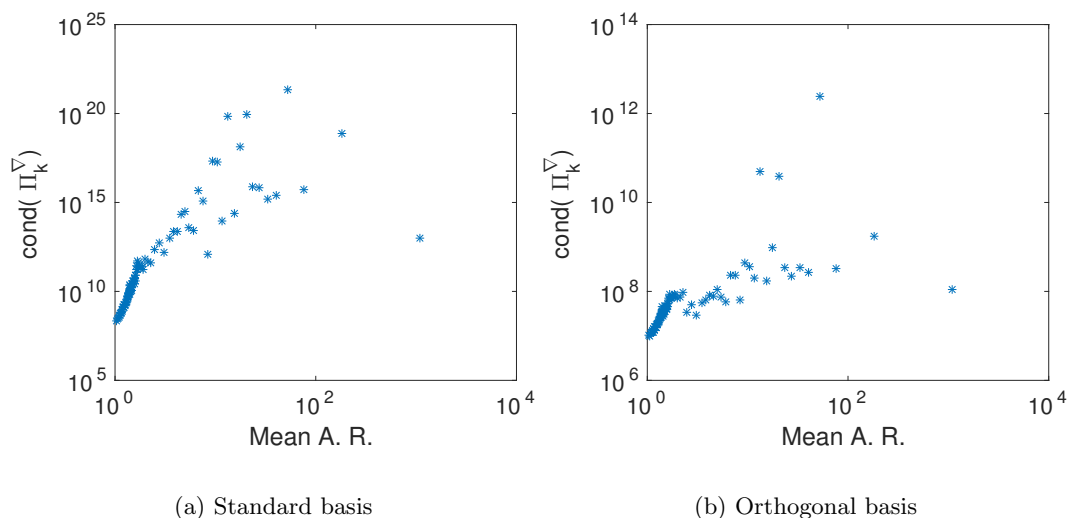 10^25
10^20
10^15
10^10
10^5
cond( Π_k^∇)
10^0
10^2
10^4
Mean A. R.
(a) Standard basis
10^14
10^12
10^10
10^8
10^6
cond( Π_k^∇)
10^0
10^2
10^4
Mean A. R.
(b) Orthogonal basis